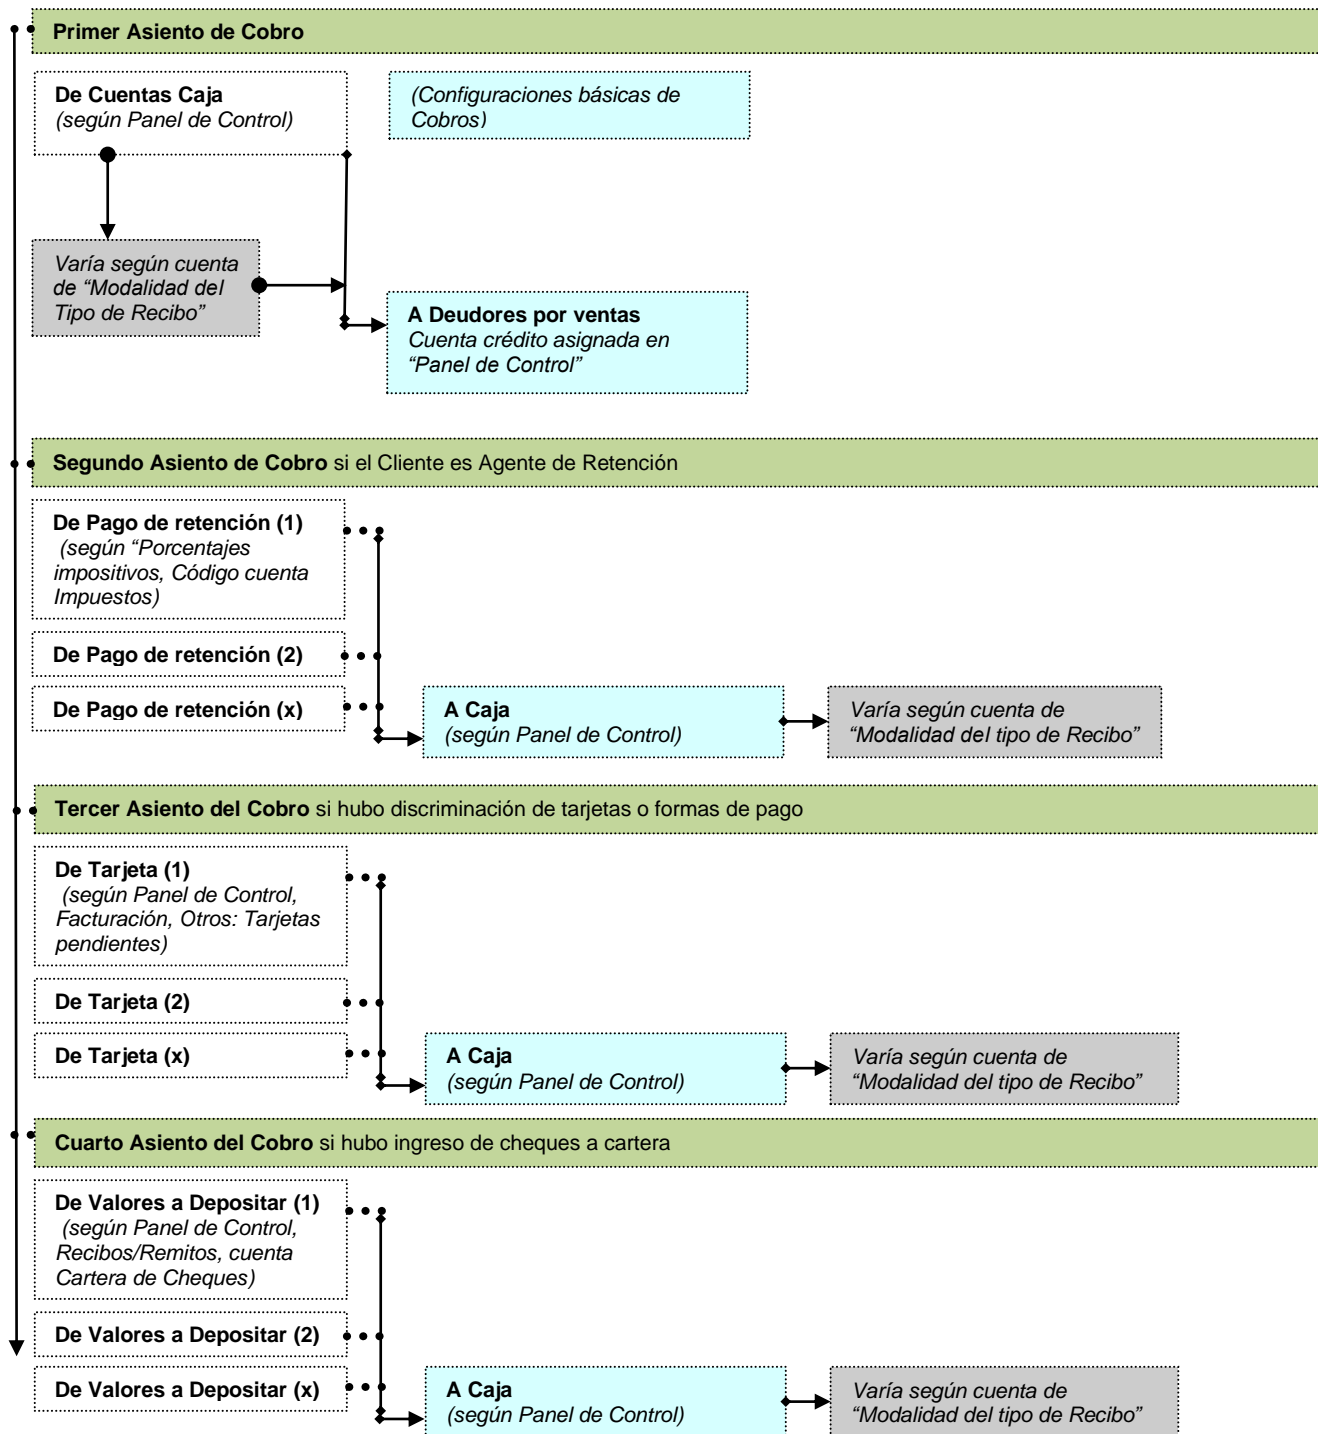 Primer Asiento de Cobro
De Cuentas Caja
(según Panel de Control)
(Configuraciones básicas de
Cobros)
Varía según cuenta
de “Modalidad del
Tipo de Recibo”
A Deudores por ventas
Cuenta crédito asignada en
“Panel de Control”
Segundo Asiento de Cobro si el Cliente es Agente de Retención
De Pago de retención (1)
(según “Porcentajes
impositivos, Código cuenta
Impuestos)
De Pago de retención (2)
De Pago de retención (x)
A Caja
(según Panel de Control)
Varía según cuenta de
“Modalidad del tipo de Recibo”
Tercer Asiento del Cobro si hubo discriminación de tarjetas o formas de pago
De Tarjeta (1)
(según Panel de Control,
Facturación, Otros: Tarjetas
pendientes)
De Tarjeta (2)
De Tarjeta (x)
A Caja
(según Panel de Control)
Varía según cuenta de
“Modalidad del tipo de Recibo”
Cuarto Asiento del Cobro si hubo ingreso de cheques a cartera
De Valores a Depositar (1)
(según Panel de Control,
Recibos/Remitos, cuenta
Cartera de Cheques)
De Valores a Depositar (2)
De Valores a Depositar (x)
A Caja
(según Panel de Control)
Varía según cuenta de
“Modalidad del tipo de Recibo”